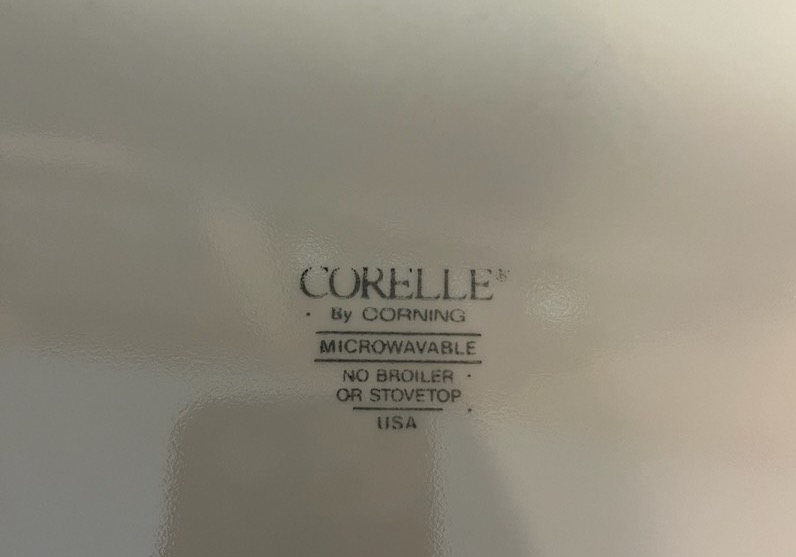 CORELLE®
By CORNING
MICROWAVABLE
NO BROILER
OR STOVETOP
USA